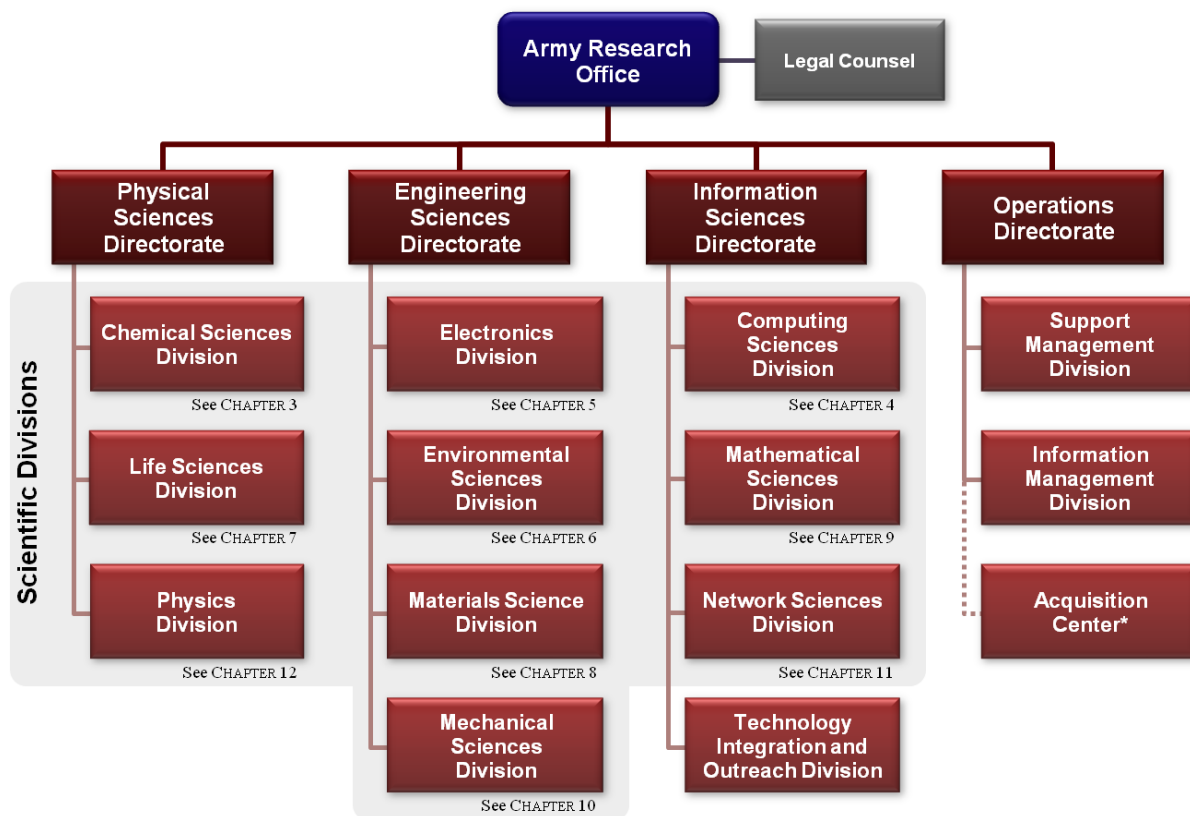 Army Research
Office
Legal Counsel
Physical
Sciences
Directorate
Engineering
Sciences
Directorate
Information
Sciences
Directorate
Operations
Directorate
Scientific Divisions
Chemical Sciences
Division
See CHAPTER 3
Electronics
Division
See CHAPTER 5
Computing
Sciences
Division
See CHAPTER 4
Support
Management
Division
Life Sciences
Division
See CHAPTER 7
Environmental
Sciences
Division
See CHAPTER 6
Mathematical
Sciences
Division
See CHAPTER 9
Information
Management
Division
Physics
Division
See CHAPTER 12
Materials Science
Division
See CHAPTER 8
Network Sciences
Division
See CHAPTER 11
Acquisition
Center*
Mechanical
Sciences
Division
See CHAPTER 10
Technology
Integration and
Outreach Division